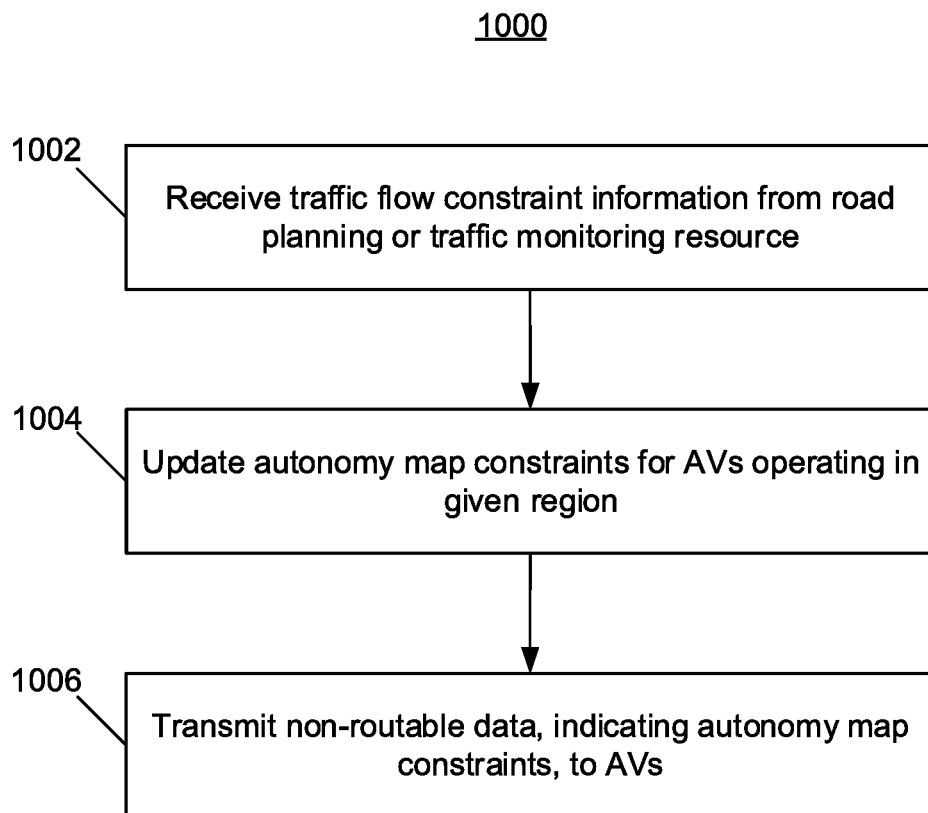 1000
1002
Receive traffic flow constraint information from road
planning or traffic monitoring resource
1004
Update autonomy map constraints for AVs operating in
given region
1006
Transmit non-routable data, indicating autonomy map
constraints, to AVs